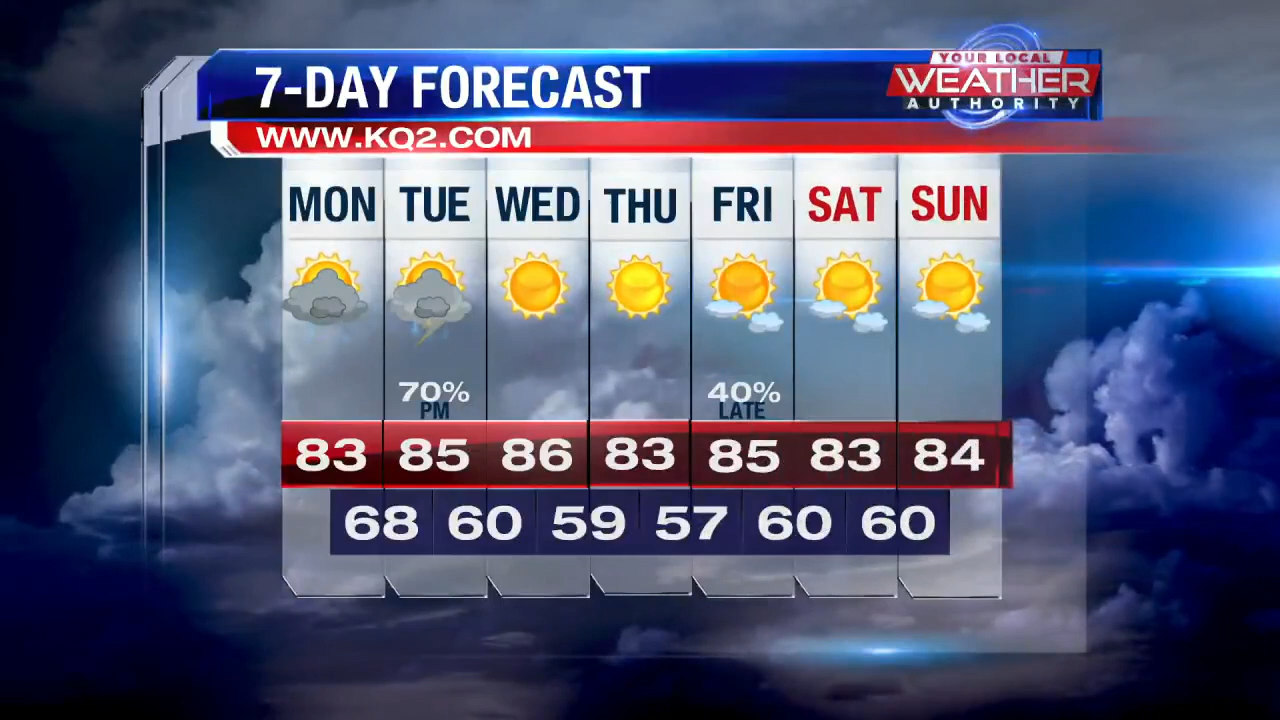 7-DAY FORECAST
YOUR LOCAL
WEATHER
AUTHORITY
WWW.KQ2.COM
MON TUE WED THU FRI SAT SUN
70% 40%
PM LATE
83 85 86 83 85 83 84
68 60 59 57 60 60